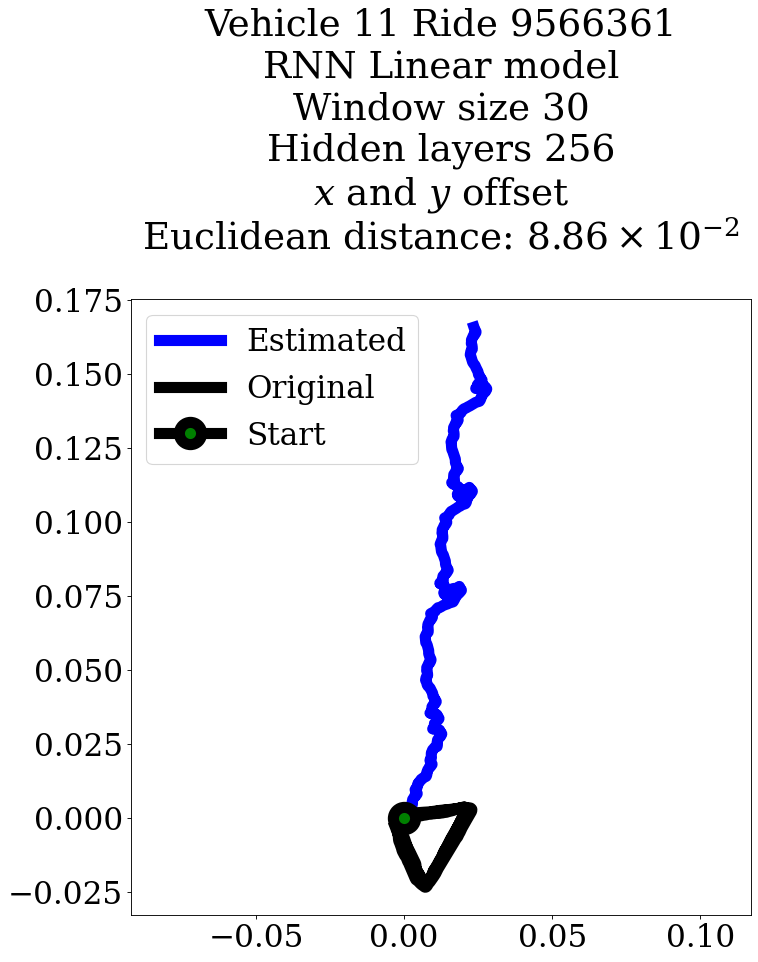 Vehicle 11 Ride 9566361
RNN Linear model
Window size 30
Hidden layers 256
x and y offset
Euclidean distance: 8.86 × 10⁻²
0.175
0.150
0.125
0.100
0.075
0.050
0.025
0.000
−0.025
Estimated
Original
Start
−0.05 0.00 0.05 0.10